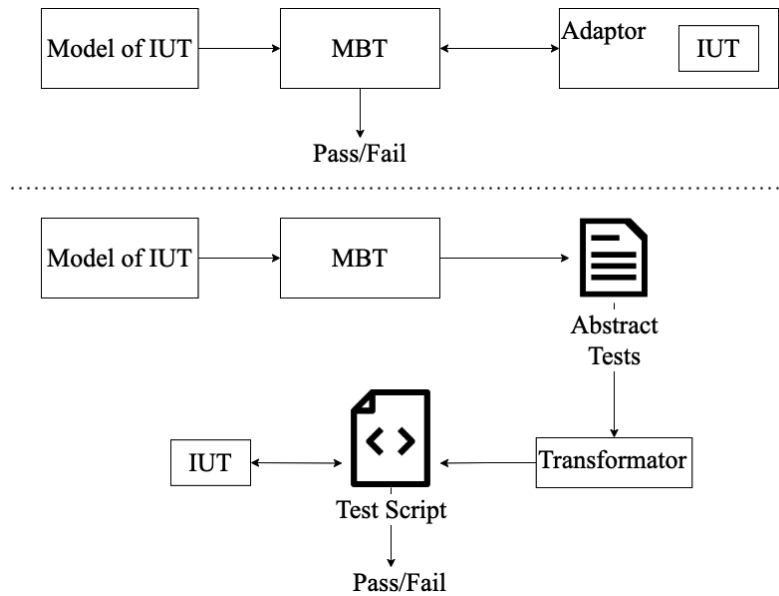 Model of IUT
MBT
Adaptor
IUT
Pass/Fail
Model of IUT
MBT
Abstract
Tests
IUT
< >
Transformator
Test Script
Pass/Fail